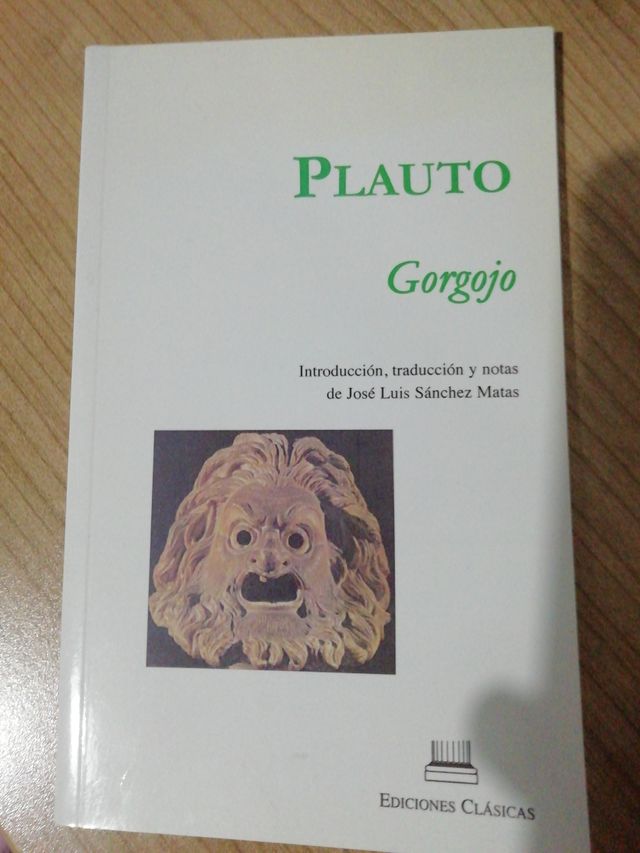 PLAUTO
Gorgojo
Introducción, traducción y notas
de José Luis Sánchez Matas
EDICIONES CLÁSICAS